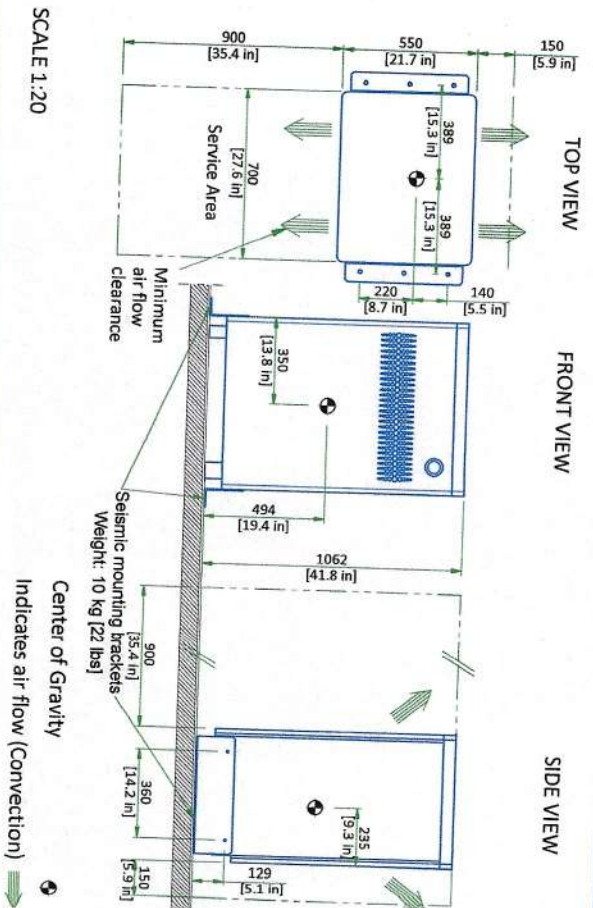 TOP VIEW
900
[35.4 in]
550
[21.7 in]
150
[5.9 in]
389
[15.3 in]
389
[15.3 in]
700
[27.6 in]
Service Area
220
[8.7 in]
140
[5.5 in]
Minimum
air flow
clearance
FRONT VIEW
350
[13.8 in]
494
[19.4 in]
1062
[41.8 in]
Seismic mounting brackets
Weight: 10 kg [22 lbs]
SIDE VIEW
900
[35.4 in]
360
[14.2 in]
235
[9.3 in]
129
[5.1 in]
150
[5.9 in]
SCALE 1:20
Center of Gravity
Indicates air flow (Convection)